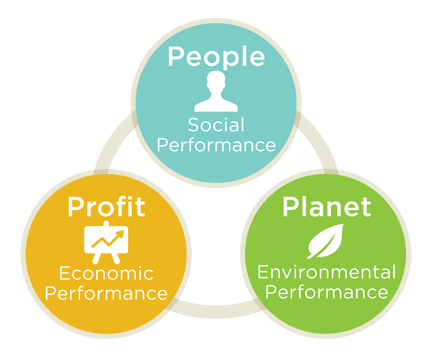 People
Social
Performance
Profit
Economic
Performance
Planet
Environmental
Performance